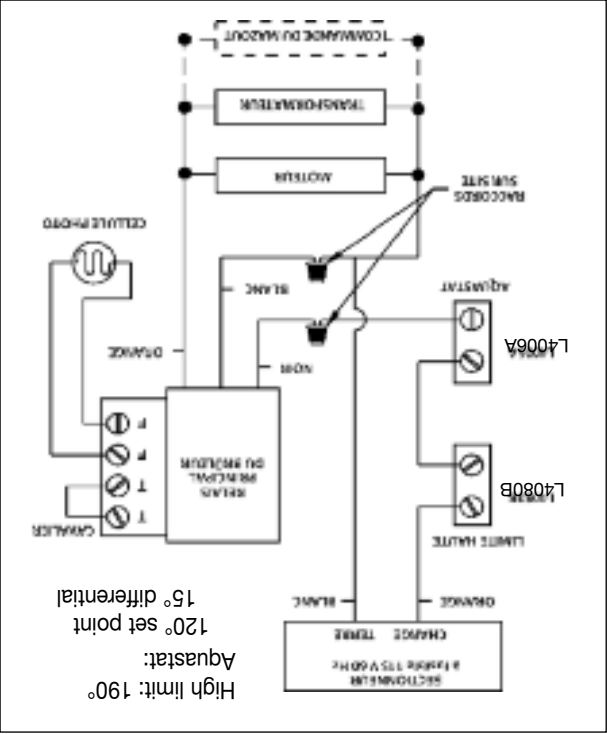 High limit: 190°
Aquastat:
120° set point
15° differential
SECTIONNEUR
à fusible 115 V 60 Hz
CHARGE TERRE
ORANGE
BLANC
LIMITE HAUTE
L4080B
CAVALIER
T
T
F
F
RELAIS
PRINCIPAL
DU BRÛLEUR
L4006A
AQUASTAT
NOIR
ORANGE
BLANC
CELLULE PHOTO
RACCORDS
SUR SITE
MOTEUR
TRANSFORMATEUR
COMMANDE DU MAZOUT